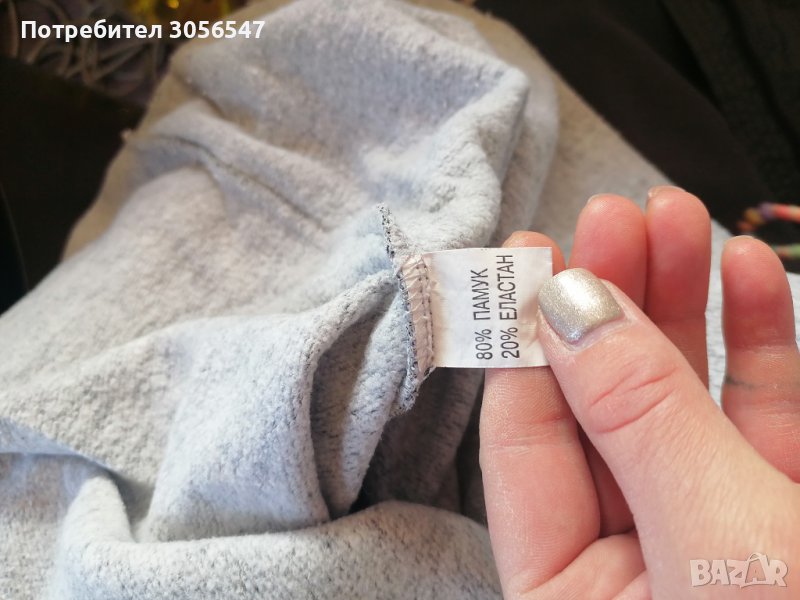 Потребител 3056547
80% ПАМУК
20% ЕЛАСТАН
BAZAR